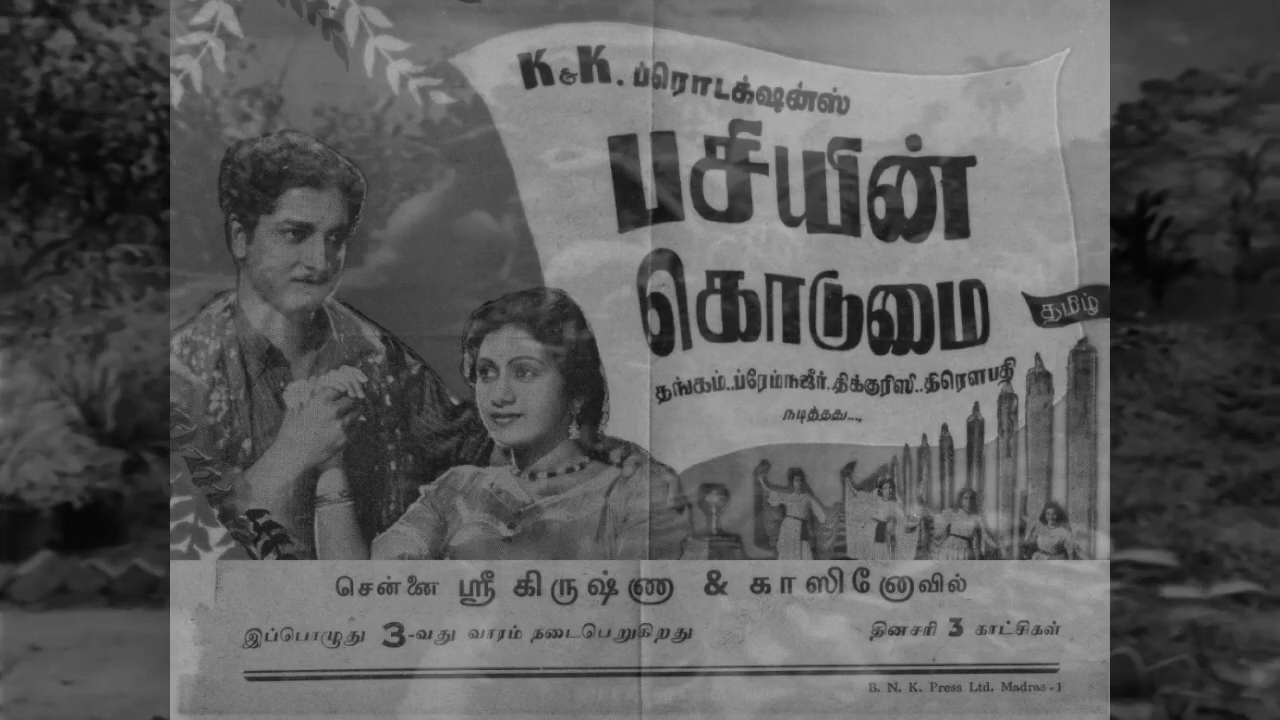 K & K. ப்ரொடக்ஷன்ஸ்
பசியின்
கொடுமை
தமிழ்
தங்கம்..ப்ரேம்நஜீர்.திக்குரிஸி..திரௌபதி
நடித்தது...,
சென்னை ஸ்ரீ கிருஷ்ணா & காஸினோவில்
இப்பொழுது 3-வது வாரம் நடைபெறுகிறது
தினசரி 3 காட்சிகள்
B. N. K. Press Ltd. Madras - 1